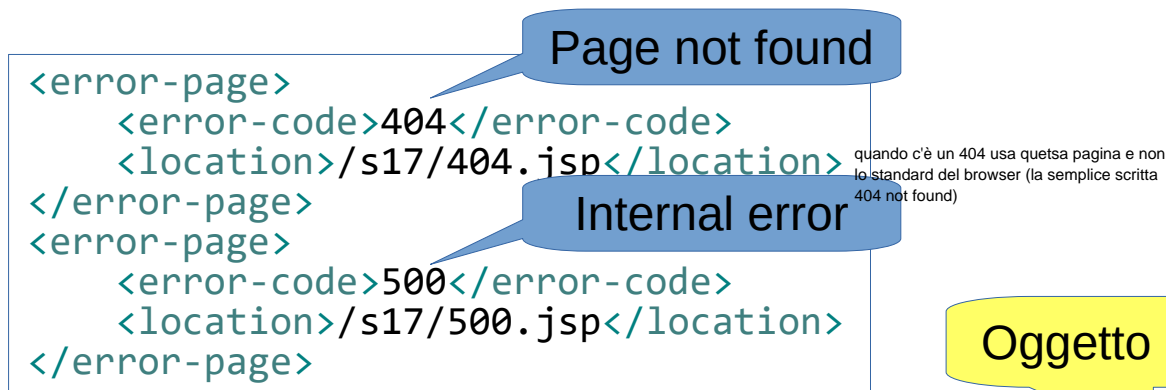 Page not found
<error-page>
<error-code>404</error-code>
<location>/s17/404.jsp</location>
quando c'è un 404 usa quetsa pagina e non
lo standard del browser (la semplice scritta
404 not found)
</error-page>
Internal error
<error-page>
<error-code>500</error-code>
<location>/s17/500.jsp</location>
</error-page>
Oggetto